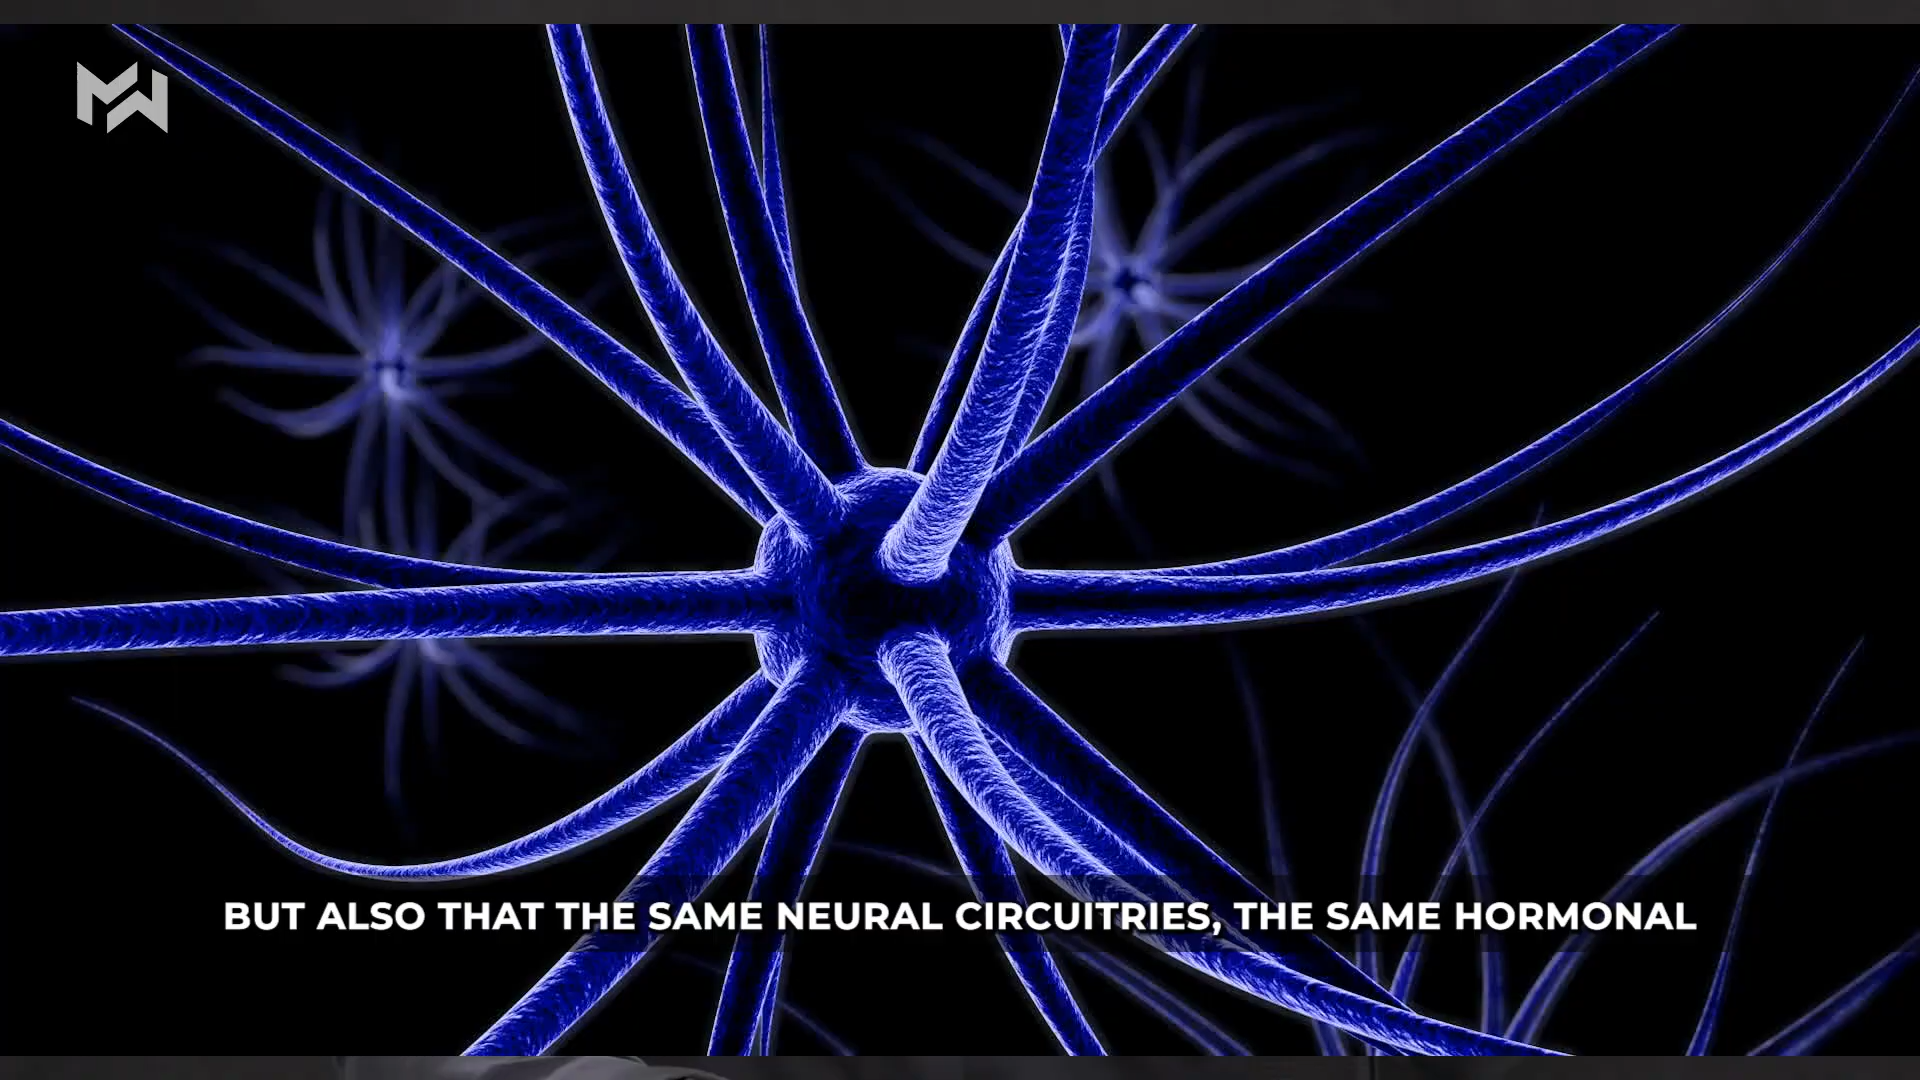 BUT ALSO THAT THE SAME NEURAL CIRCUITRIES, THE SAME HORMONAL